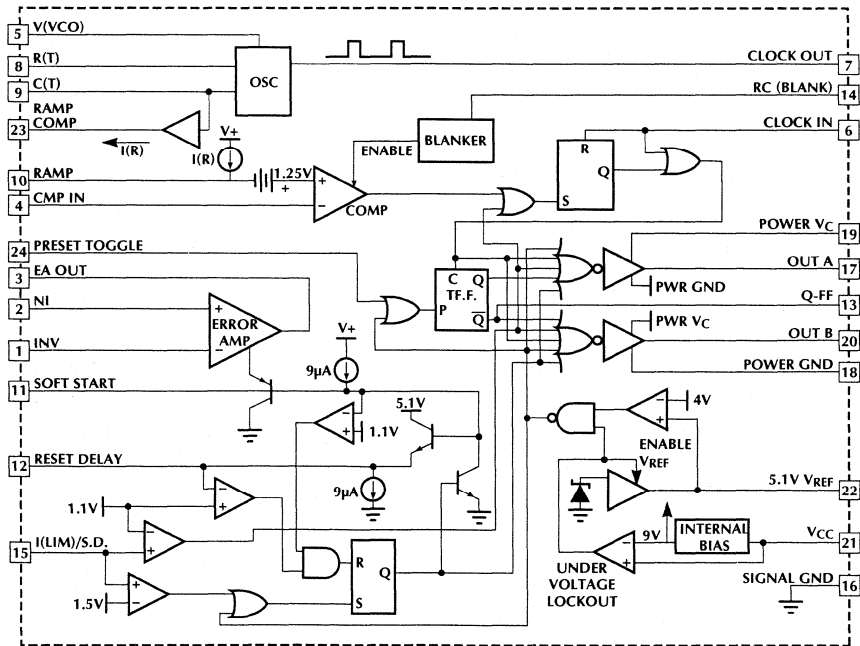 5 V(VCO)
8 R(T)
OSC
CLOCK OUT 7
9 C(T)
RC (BLANK) 14
RAMP
23 COMP
I(R)
V+
I(R)
BLANKER
ENABLE
CLOCK IN 6
R
Q
S
10 RAMP
1.25V
+
+
−
COMP
4 CMP IN
POWER VC 19
24 PRESET TOGGLE
3 EA OUT
C Q
T F.F.
P
Q
OUT A 17
PWR GND
Q-FF 13
2 NI
+
ERROR
AMP
−
1 INV
V+
9μA
PWR VC
OUT B 20
POWER GND 18
11 SOFT START
−
+
1.1V
5.1V
−
+
4V
ENABLE
VREF
12 RESET DELAY
9μA
−
+
5.1V VREF 22
1.1V
−
+
15 I(LIM)/S.D.
+
−
1.5V
R
Q
S
9V
INTERNAL
BIAS
VCC 21
−
+
UNDER
VOLTAGE
LOCKOUT
SIGNAL GND 16